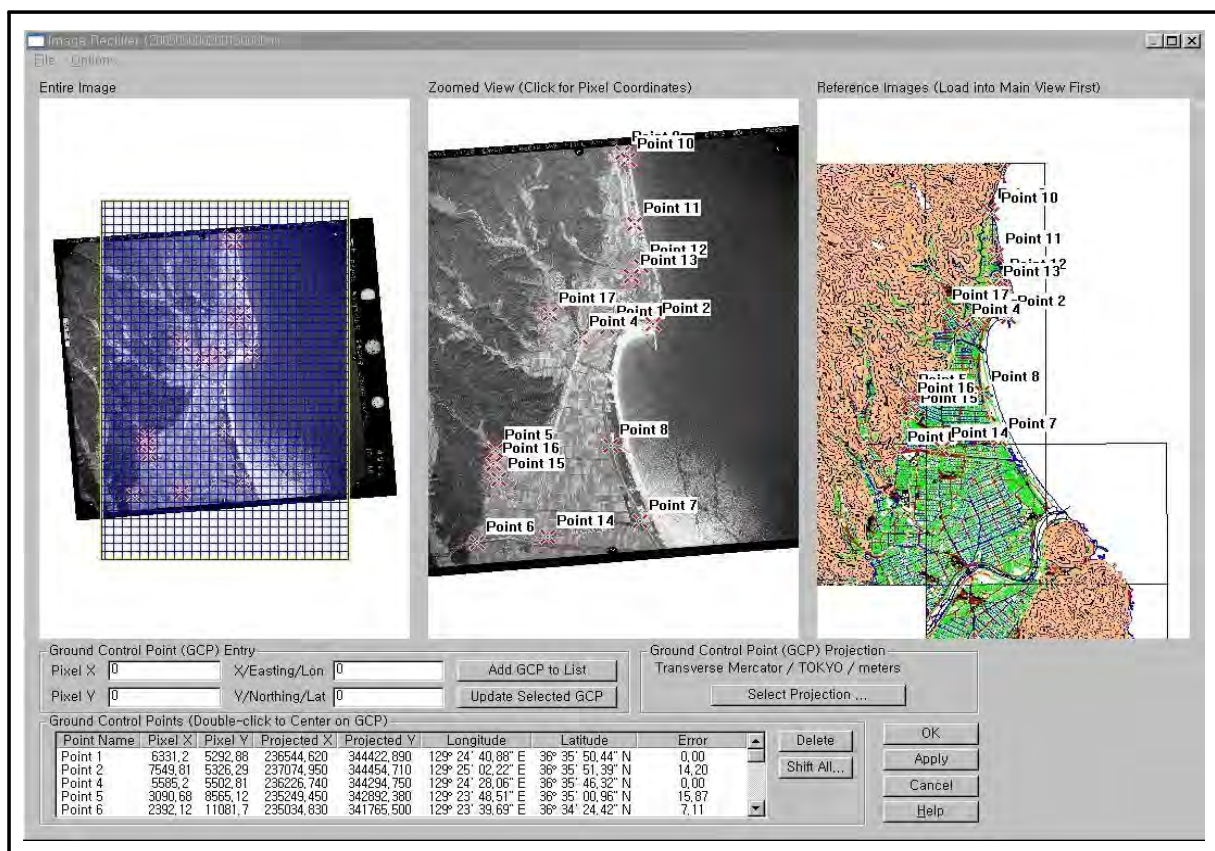 Image Rectifier
File Options
Entire Image
Zoomed View (Click for Pixel Coordinates)
Reference Images (Load into Main View First)
Point 10
Point 11
Point 12
Point 13
Point 17
Point 2
Point 4
Point 8
Point 5
Point 16
Point 15
Point 7
Point 6
Point 14
Point 10
Point 11
Point 13
Point 17
Point 2
Point 4
Point 8
Point 16
Point 15
Point 7
Point 14
Ground Control Point (GCP) Entry
Pixel X 0 X/Easting/Lon 0 Add GCP to List
Pixel Y 0 Y/Northing/Lat 0 Update Selected GCP
Ground Control Point (GCP) Projection
Transverse Mercator / TOKYO / meters
Select Projection ...
Ground Control Points (Double-click to Center on GCP)
Point Name Pixel X Pixel Y Projected X Projected Y Longitude Latitude Error
Point 1 6331,2 5292,88 236544,620 344422,890 129° 24' 40,88" E 36° 35' 50,44" N 0,00
Point 2 7549,81 5326,29 237074,950 344454,710 129° 25' 02,22" E 36° 35' 51,39" N 14,20
Point 4 5585,2 5502,81 236226,740 344294,750 129° 24' 28,06" E 36° 35' 46,32" N 0,00
Point 5 3090,68 8565,12 235249,450 342892,380 129° 23' 48,51" E 36° 35' 00,96" N 15,87
Point 6 2392,12 11081,7 235034,830 341765,500 129° 23' 39,69" E 36° 34' 24,42" N 7,11
Delete
Shift All...
OK
Apply
Cancel
Help